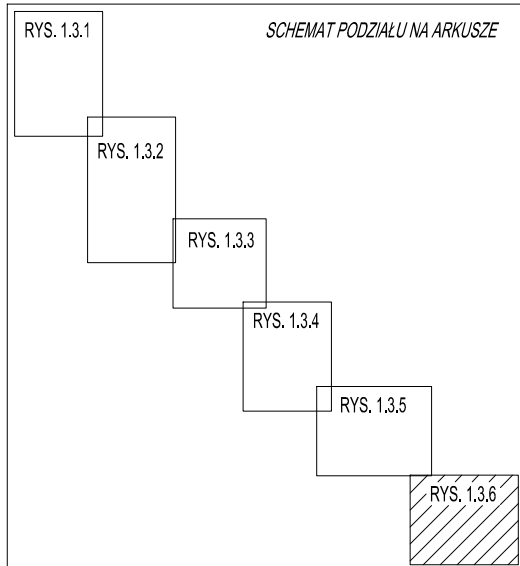 SCHEMAT PODZIAŁU NA ARKUSZE
RYS. 1.3.1
RYS. 1.3.2
RYS. 1.3.3
RYS. 1.3.4
RYS. 1.3.5
RYS. 1.3.6